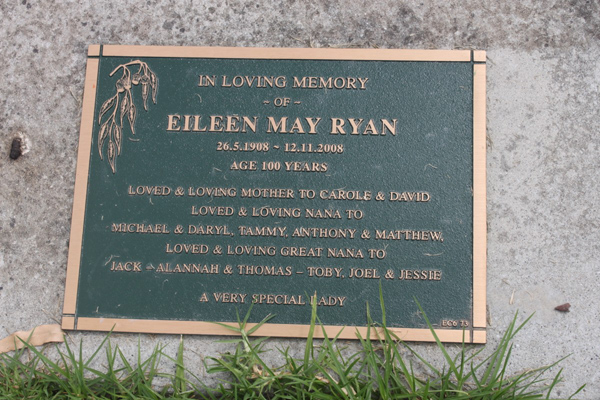 IN LOVING MEMORY
~ OF ~
EILEEN MAY RYAN
26.5.1908 ~ 12.11.2008
AGE 100 YEARS
LOVED & LOVING MOTHER TO CAROLE & DAVID
LOVED & LOVING NANA TO
MICHAEL & DARYL, TAMMY, ANTHONY & MATTHEW,
LOVED & LOVING GREAT NANA TO
JACK ~ ALANNAH & THOMAS ~ TOBY, JOEL & JESSIE
A VERY SPECIAL LADY
EC6 73